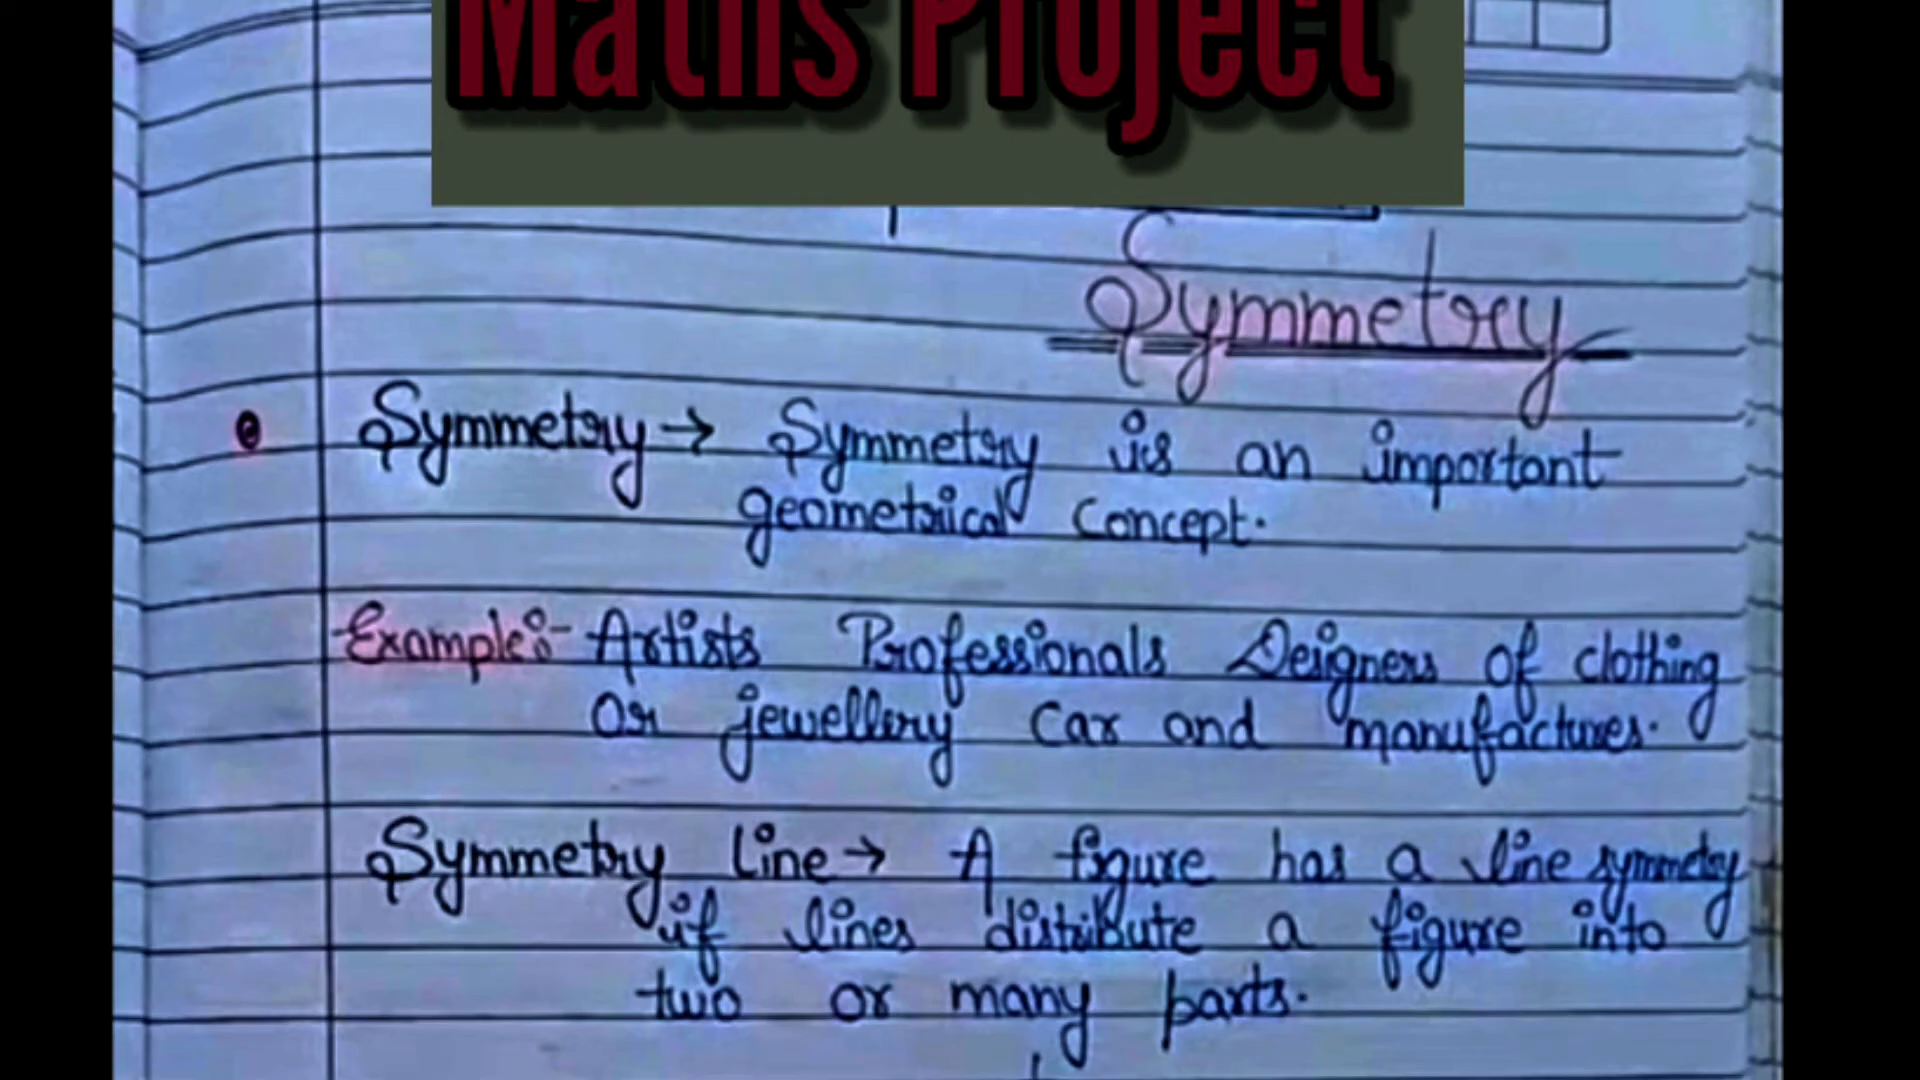 Maths Project
Symmetry
Symmetry → Symmetry is an important
geometrical concept.
Example:- Artists Professionals Deigners of clothing
Or jewellery Car and manufactures.
Symmetry line → A figure has a line symmetry
if lines distribute a figure into
two or many parts.